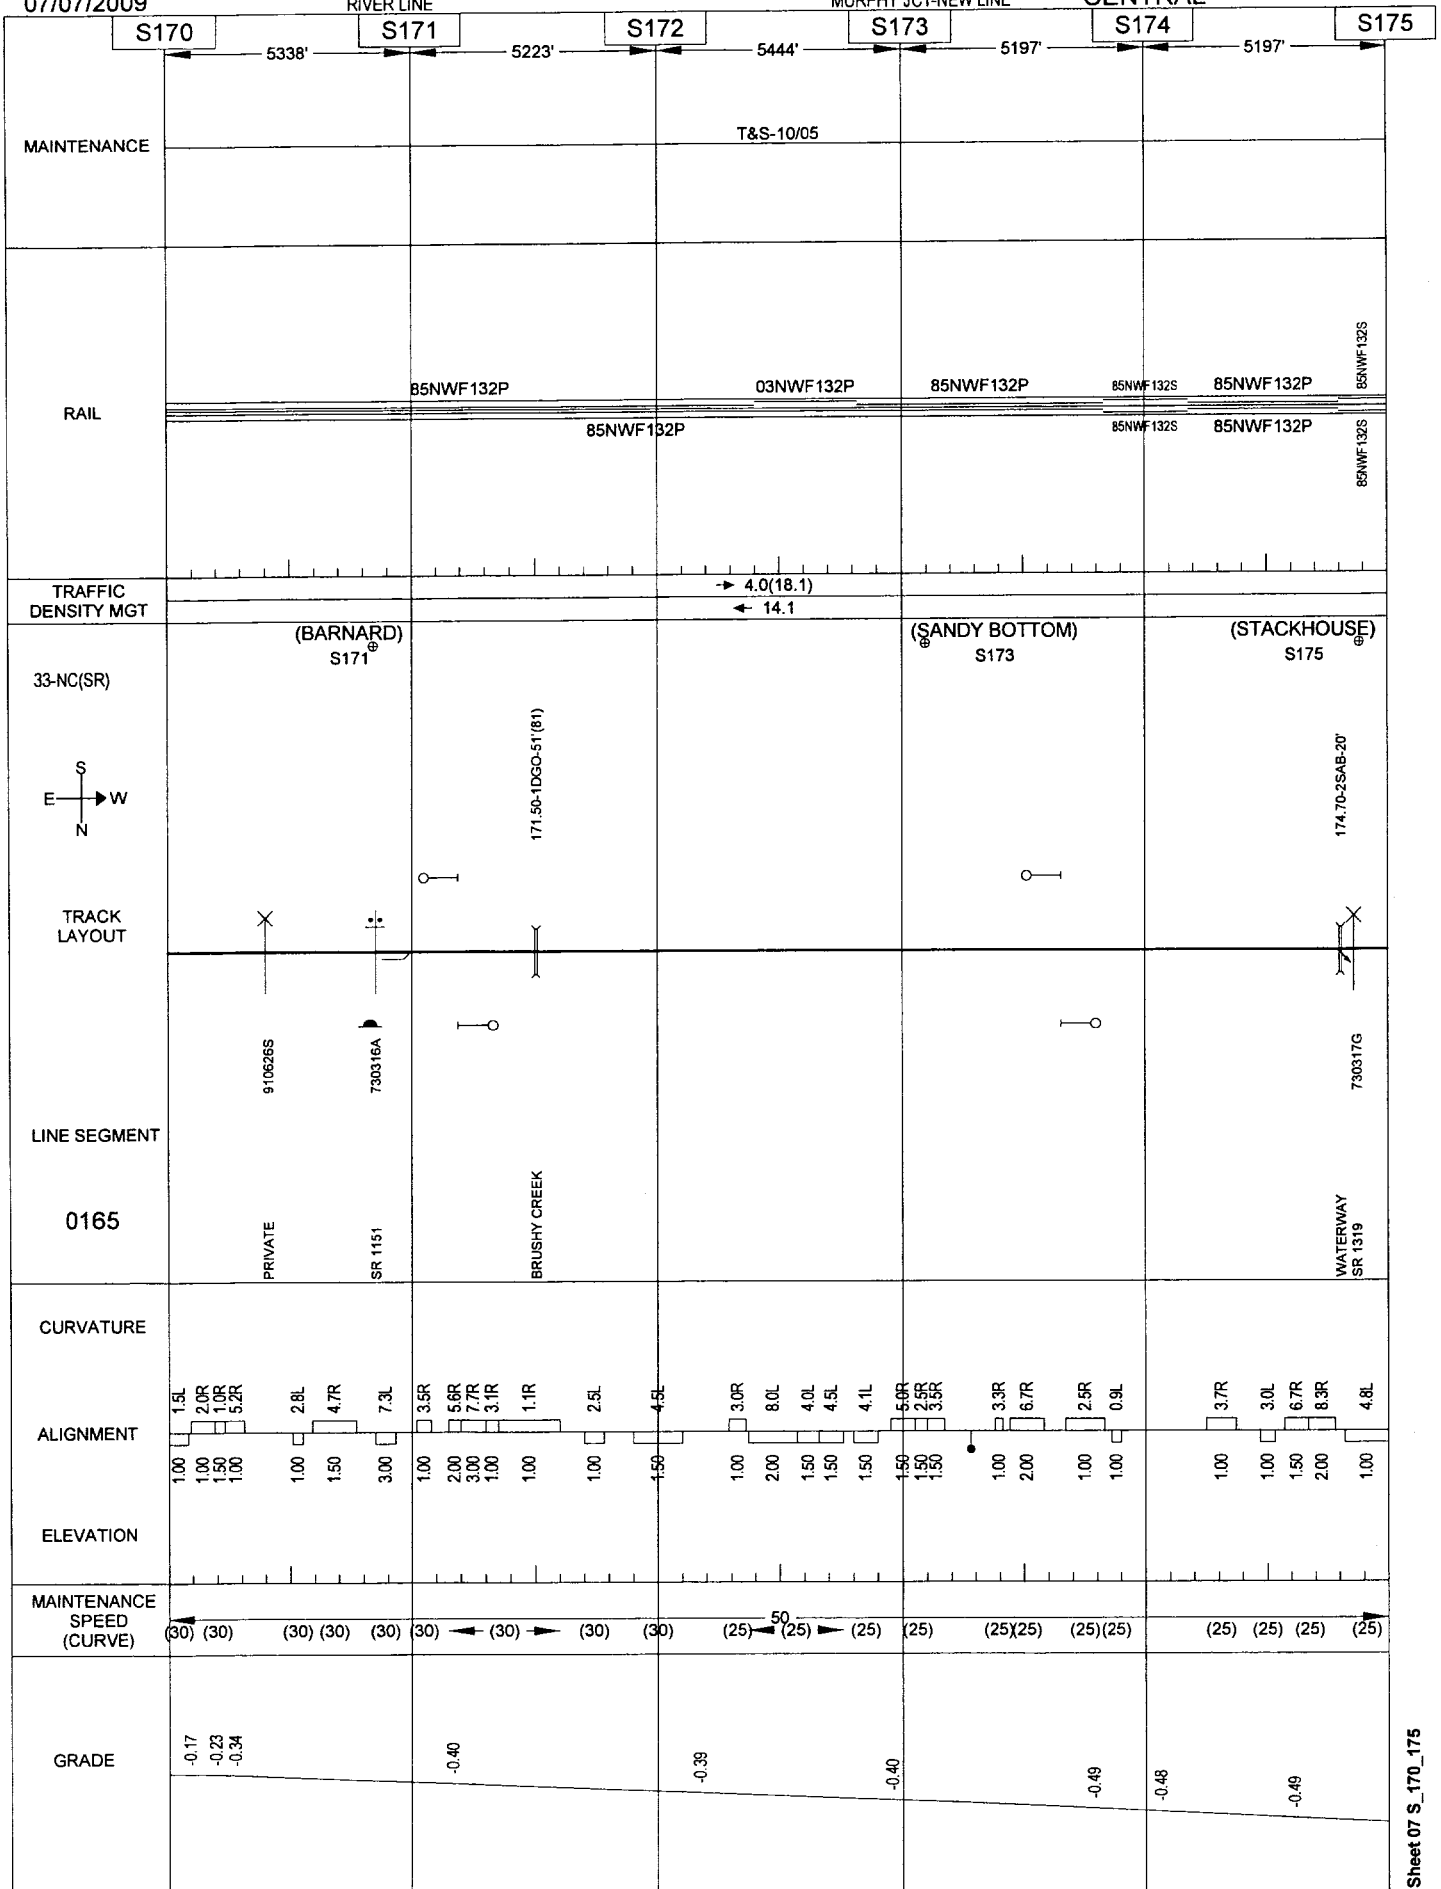 07/07/2009 RIVER LINE MURPHY JCT-NEW LINE CENTRAL
S170 S171 S172 S173 S174 S175
5338' 5223' 5444' 5197' 5197'
MAINTENANCE
T&S-10/05
RAIL
85NWF132P 03NWF132P 85NWF132P 85NWF132S 85NWF132P 85NWF132S
85NWF132P 85NWF132S 85NWF132P 85NWF132S
TRAFFIC
DENSITY MGT
4.0(18.1)
14.1
(BARNARD) (SANDY BOTTOM) (STACKHOUSE)
S171 S173 S175
33-NC(SR)
S
E W
N
171.50-1DGO-51'(81)
174.70-2SAB-20'
TRACK
LAYOUT
910626S
730316A
730317G
LINE SEGMENT
0165
PRIVATE
SR 1151
BRUSHY CREEK
WATERWAY
SR 1319
CURVATURE
1.5L 2.0R 1.0R 5.2R 2.8L 4.7R 7.3L 3.5R 5.6R 7.7R 3.1R 1.1R 2.5L 4.5L 3.0R 8.0L 4.0L 4.5L 4.1L 5.0R 2.5R 3.5R 3.3R 6.7R 2.5R 0.9L 3.7R 3.0L 6.7R 8.3R 4.8L
ALIGNMENT
1.00 1.00 1.50 1.00 1.00 1.50 3.00 1.00 2.00 3.00 1.00 1.00 1.00 1.50 1.00 2.00 1.50 1.50 1.50 1.50 1.50 1.50 1.00 2.00 1.00 1.00 1.00 1.00 1.50 2.00 1.00
ELEVATION
MAINTENANCE
SPEED
(CURVE)
50
(30) (30) (30) (30) (30) (30) (30) (30) (30) (25) (25) (25) (25) (25) (25) (25) (25) (25) (25) (25) (25)
GRADE
-0.17 -0.23 -0.34 -0.40 -0.39 -0.40 -0.49 -0.48 -0.49
Sheet 07 S_170_175